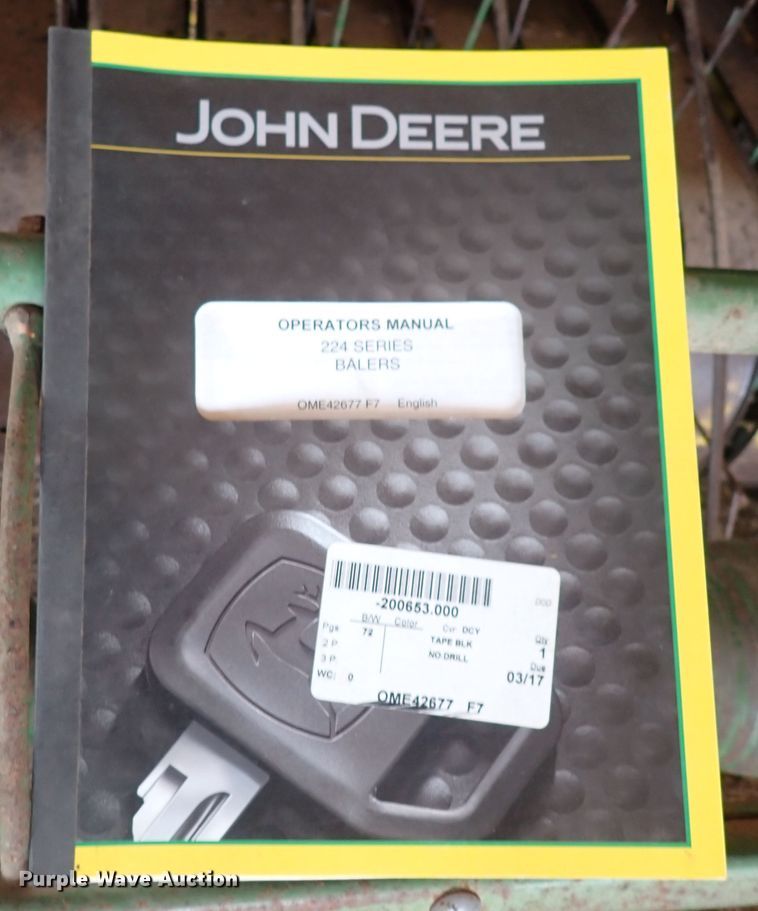 JOHN DEERE
OPERATORS MANUAL
224 SERIES
BALERS
OME42677 F7 English
-200653.000
DOD
B/W Color Cvr DCY
Pgs 72 TAPE BLK Qty
2 P NO-DRILL 1
3 P Due
WC: 0 03/17
OME42677 F7
Purple Wave Auction